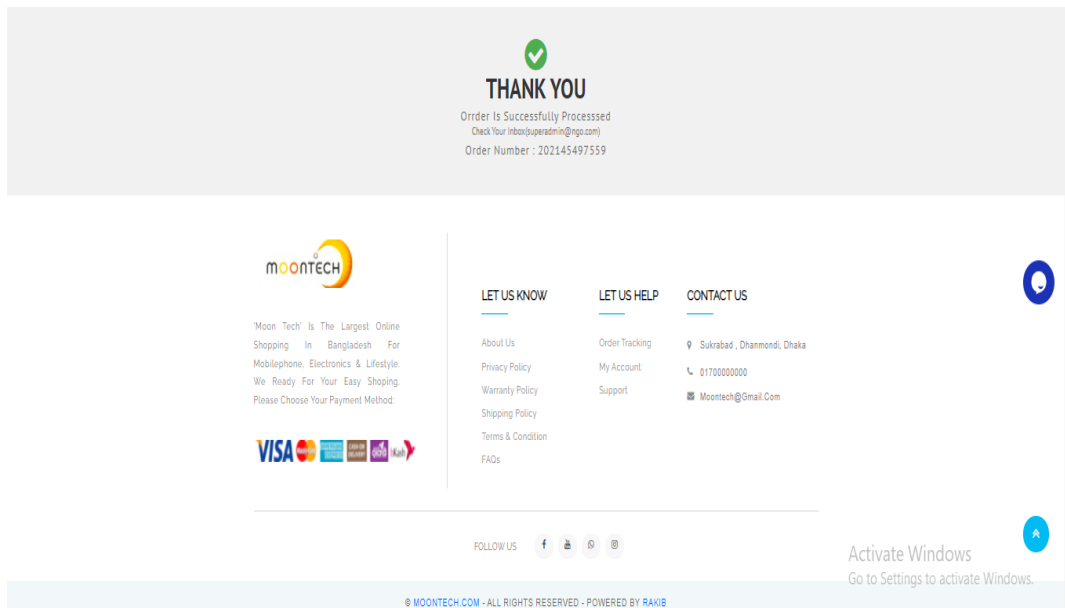 THANK YOU
Orrder Is Successfully Processsed
Check Your Inbox(superadmin@ngo.com)
Order Number : 202145497559
moonTECH
'Moon Tech' Is The Largest Online
Shopping In Bangladesh For
Mobilephone, Electronics & Lifestyle.
We Ready For Your Easy Shoping.
Please Choose Your Payment Method:
VISA
CASH ON DELIVERY
bKash
LET US KNOW
About Us
Privacy Policy
Warranty Policy
Shipping Policy
Terms & Condition
FAQs
LET US HELP
Order Tracking
My Account
Support
CONTACT US
Sukrabad , Dhanmondi, Dhaka
01700000000
Moontech@Gmail.Com
FOLLOW US
Activate Windows
Go to Settings to activate Windows.
© MOONTECH.COM - ALL RIGHTS RESERVED - POWERED BY RAKIB